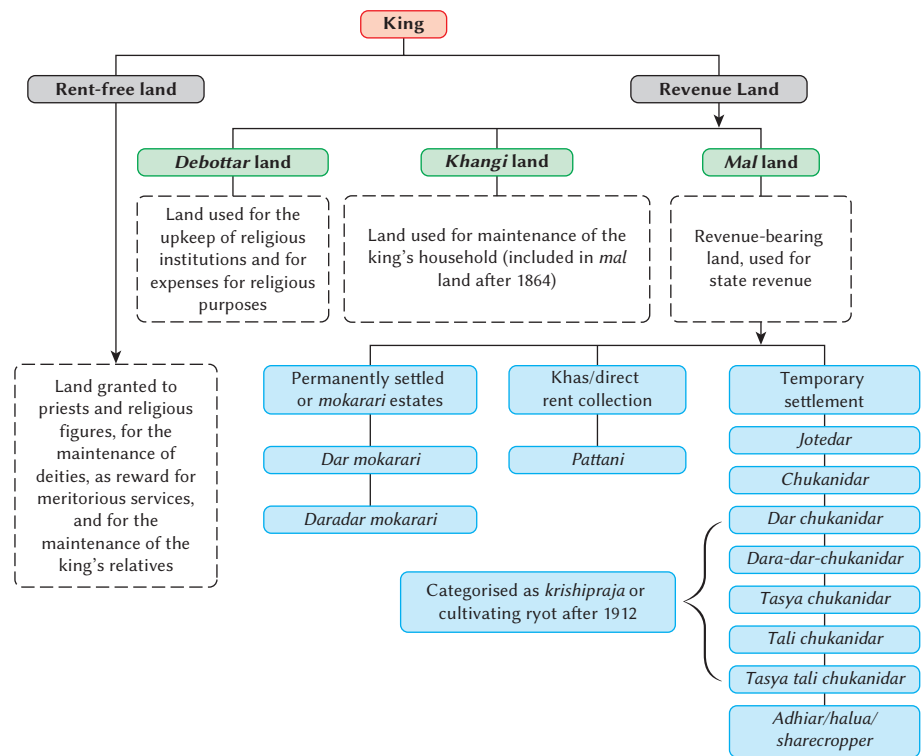 King
Rent-free land
Revenue Land
Debottar land
Khangi land
Mal land
Land used for the
upkeep of religious
institutions and for
expenses for religious
purposes
Land used for maintenance of the
king's household (included in mal
land after 1864)
Revenue-bearing
land, used for
state revenue
Land granted to
priests and religious
figures, for the
maintenance of
deities, as reward for
meritorious services,
and for the
maintenance of the
king's relatives
Permanently settled
or mokarari estates
Dar mokarari
Daradar mokarari
Khas/direct
rent collection
Pattani
Temporary
settlement
Jotedar
Chukanidar
Dar chukanidar
Dara-dar-chukanidar
Tasya chukanidar
Tali chukanidar
Tasya tali chukanidar
Adhiar/halua/
sharecropper
Categorised as krishipraja or
cultivating ryot after 1912